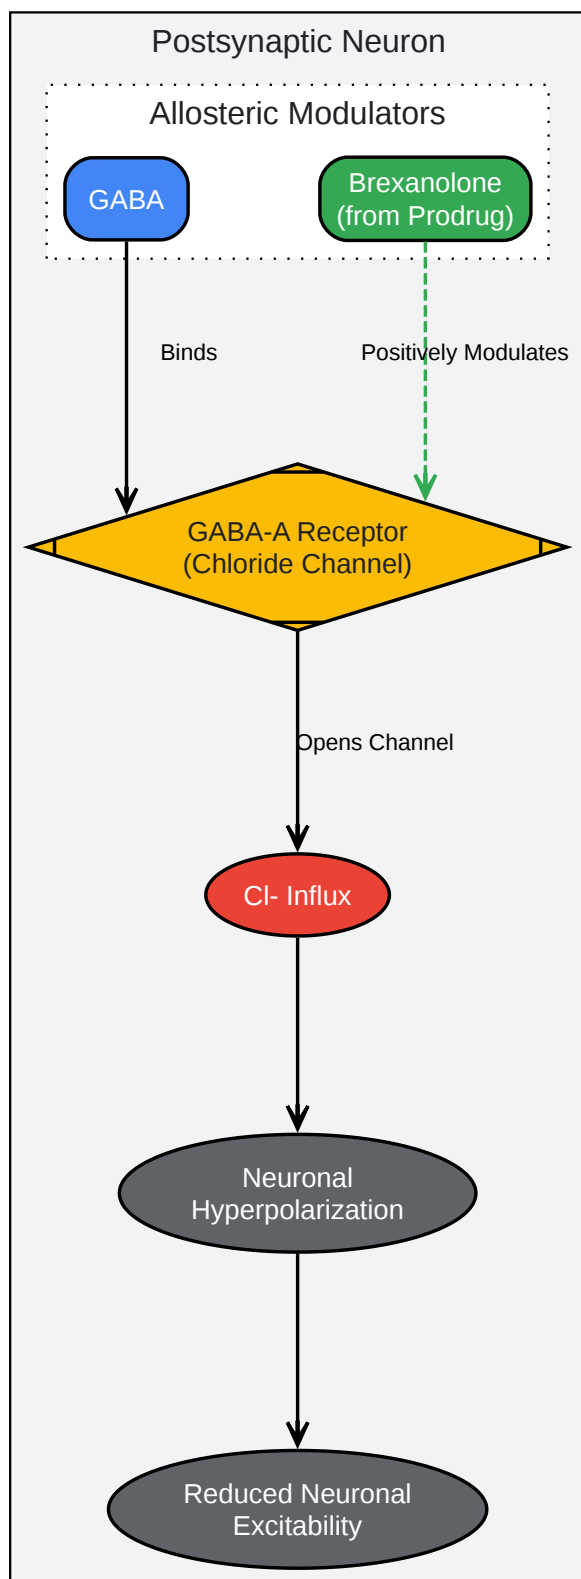 Postsynaptic Neuron
Allosteric Modulators
GABA
Brexanolone
(from Prodrug)
Binds
Positively Modulates
GABA-A Receptor
(Chloride Channel)
Opens Channel
Cl- Influx
Neuronal
Hyperpolarization
Reduced Neuronal
Excitability